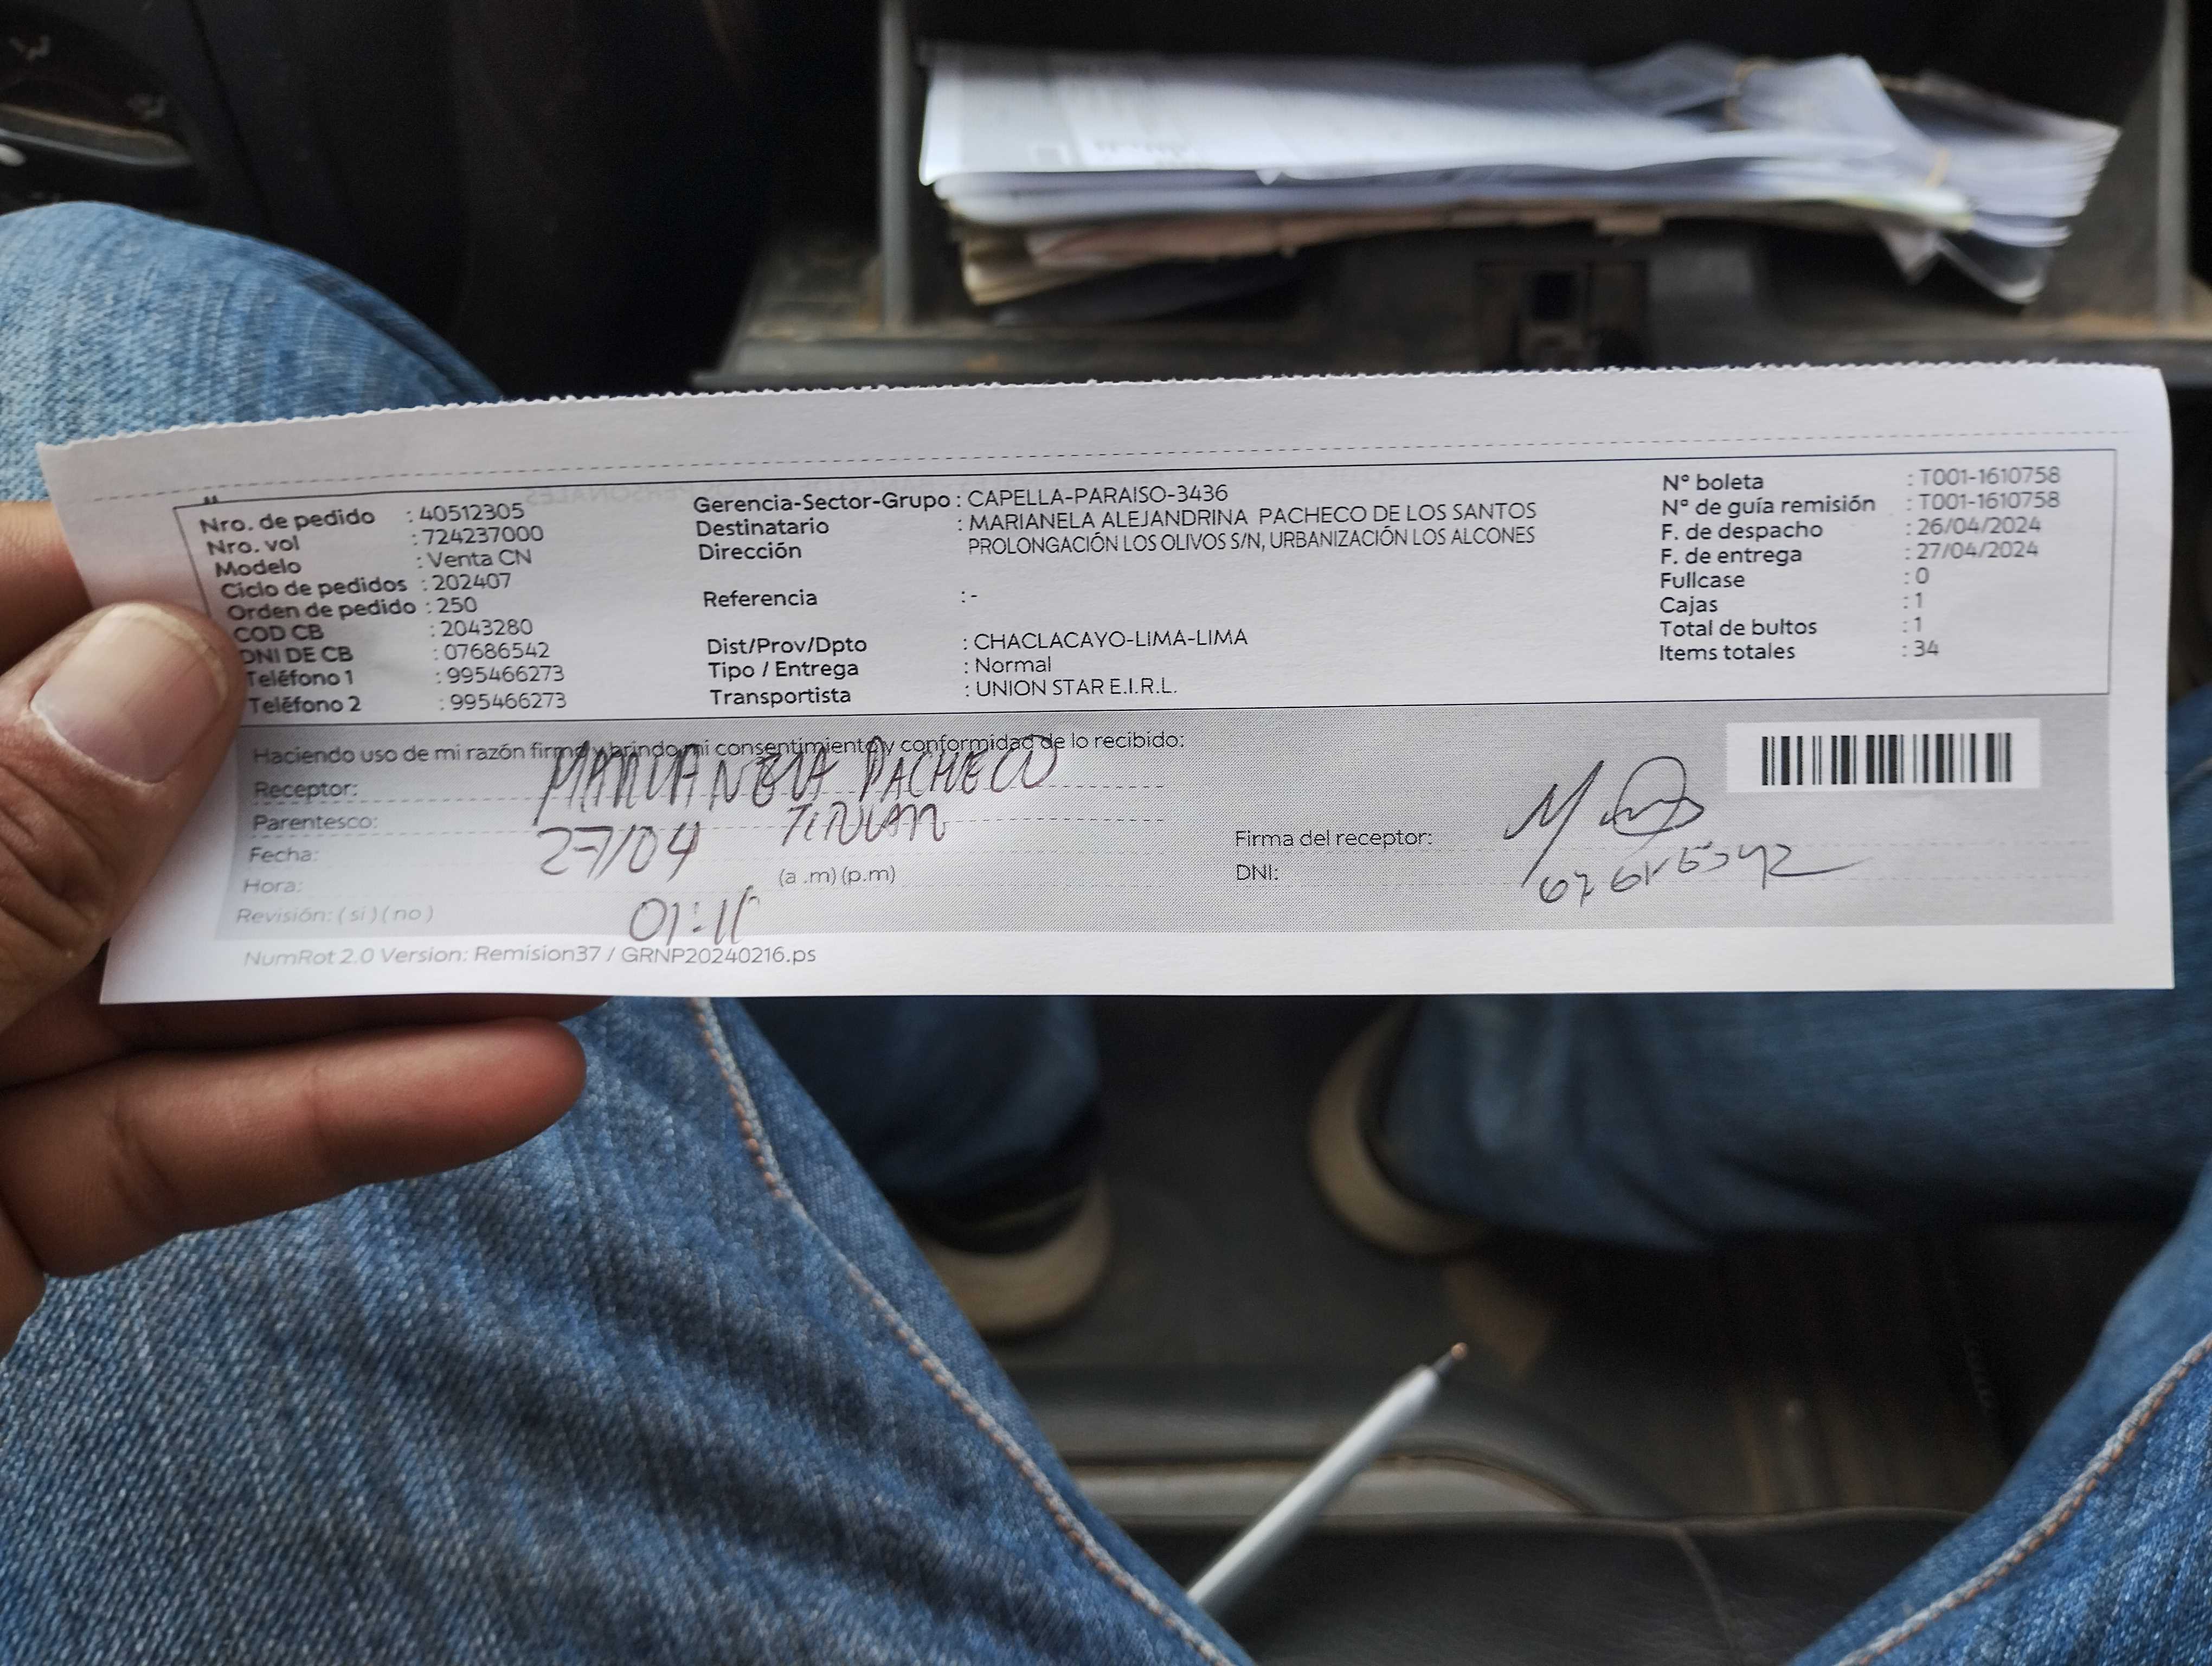 Nro. de pedido : 40512305
Nro. vol : 724237000
Modelo : Venta CN
Ciclo de pedidos : 202407
Orden de pedido : 250
COD CB : 2043280
DNI DE CB : 07686542
Teléfono 1 : 995466273
Teléfono 2 : 995466273
Gerencia-Sector-Grupo : CAPELLA-PARAISO-3436
Destinatario : MARIANELA ALEJANDRINA PACHECO DE LOS SANTOS
Dirección PROLONGACIÓN LOS OLIVOS S/N, URBANIZACIÓN LOS ALCONES
Referencia : -
Dist/Prov/Dpto : CHACLACAYO-LIMA-LIMA
Tipo / Entrega : Normal
Transportista : UNION STAR E.I.R.L.
Nº boleta : T001-1610758
Nº de guía remisión : T001-1610758
F. de despacho : 26/04/2024
F. de entrega : 27/04/2024
Fullcase : 0
Cajas : 1
Total de bultos : 1
Items totales : 34
Haciendo uso de mi razón firmo y brindo mi consentimiento y conformidad de lo recibido:
Receptor: MARIANELA PACHECO
Parentesco:
Fecha: 27/04
Hora: (a .m) (p.m)
01:11
Revisión: ( si ) ( no )
Firma del receptor:
DNI:
NumRot 2.0 Version: Remision37 / GRNP20240216.ps